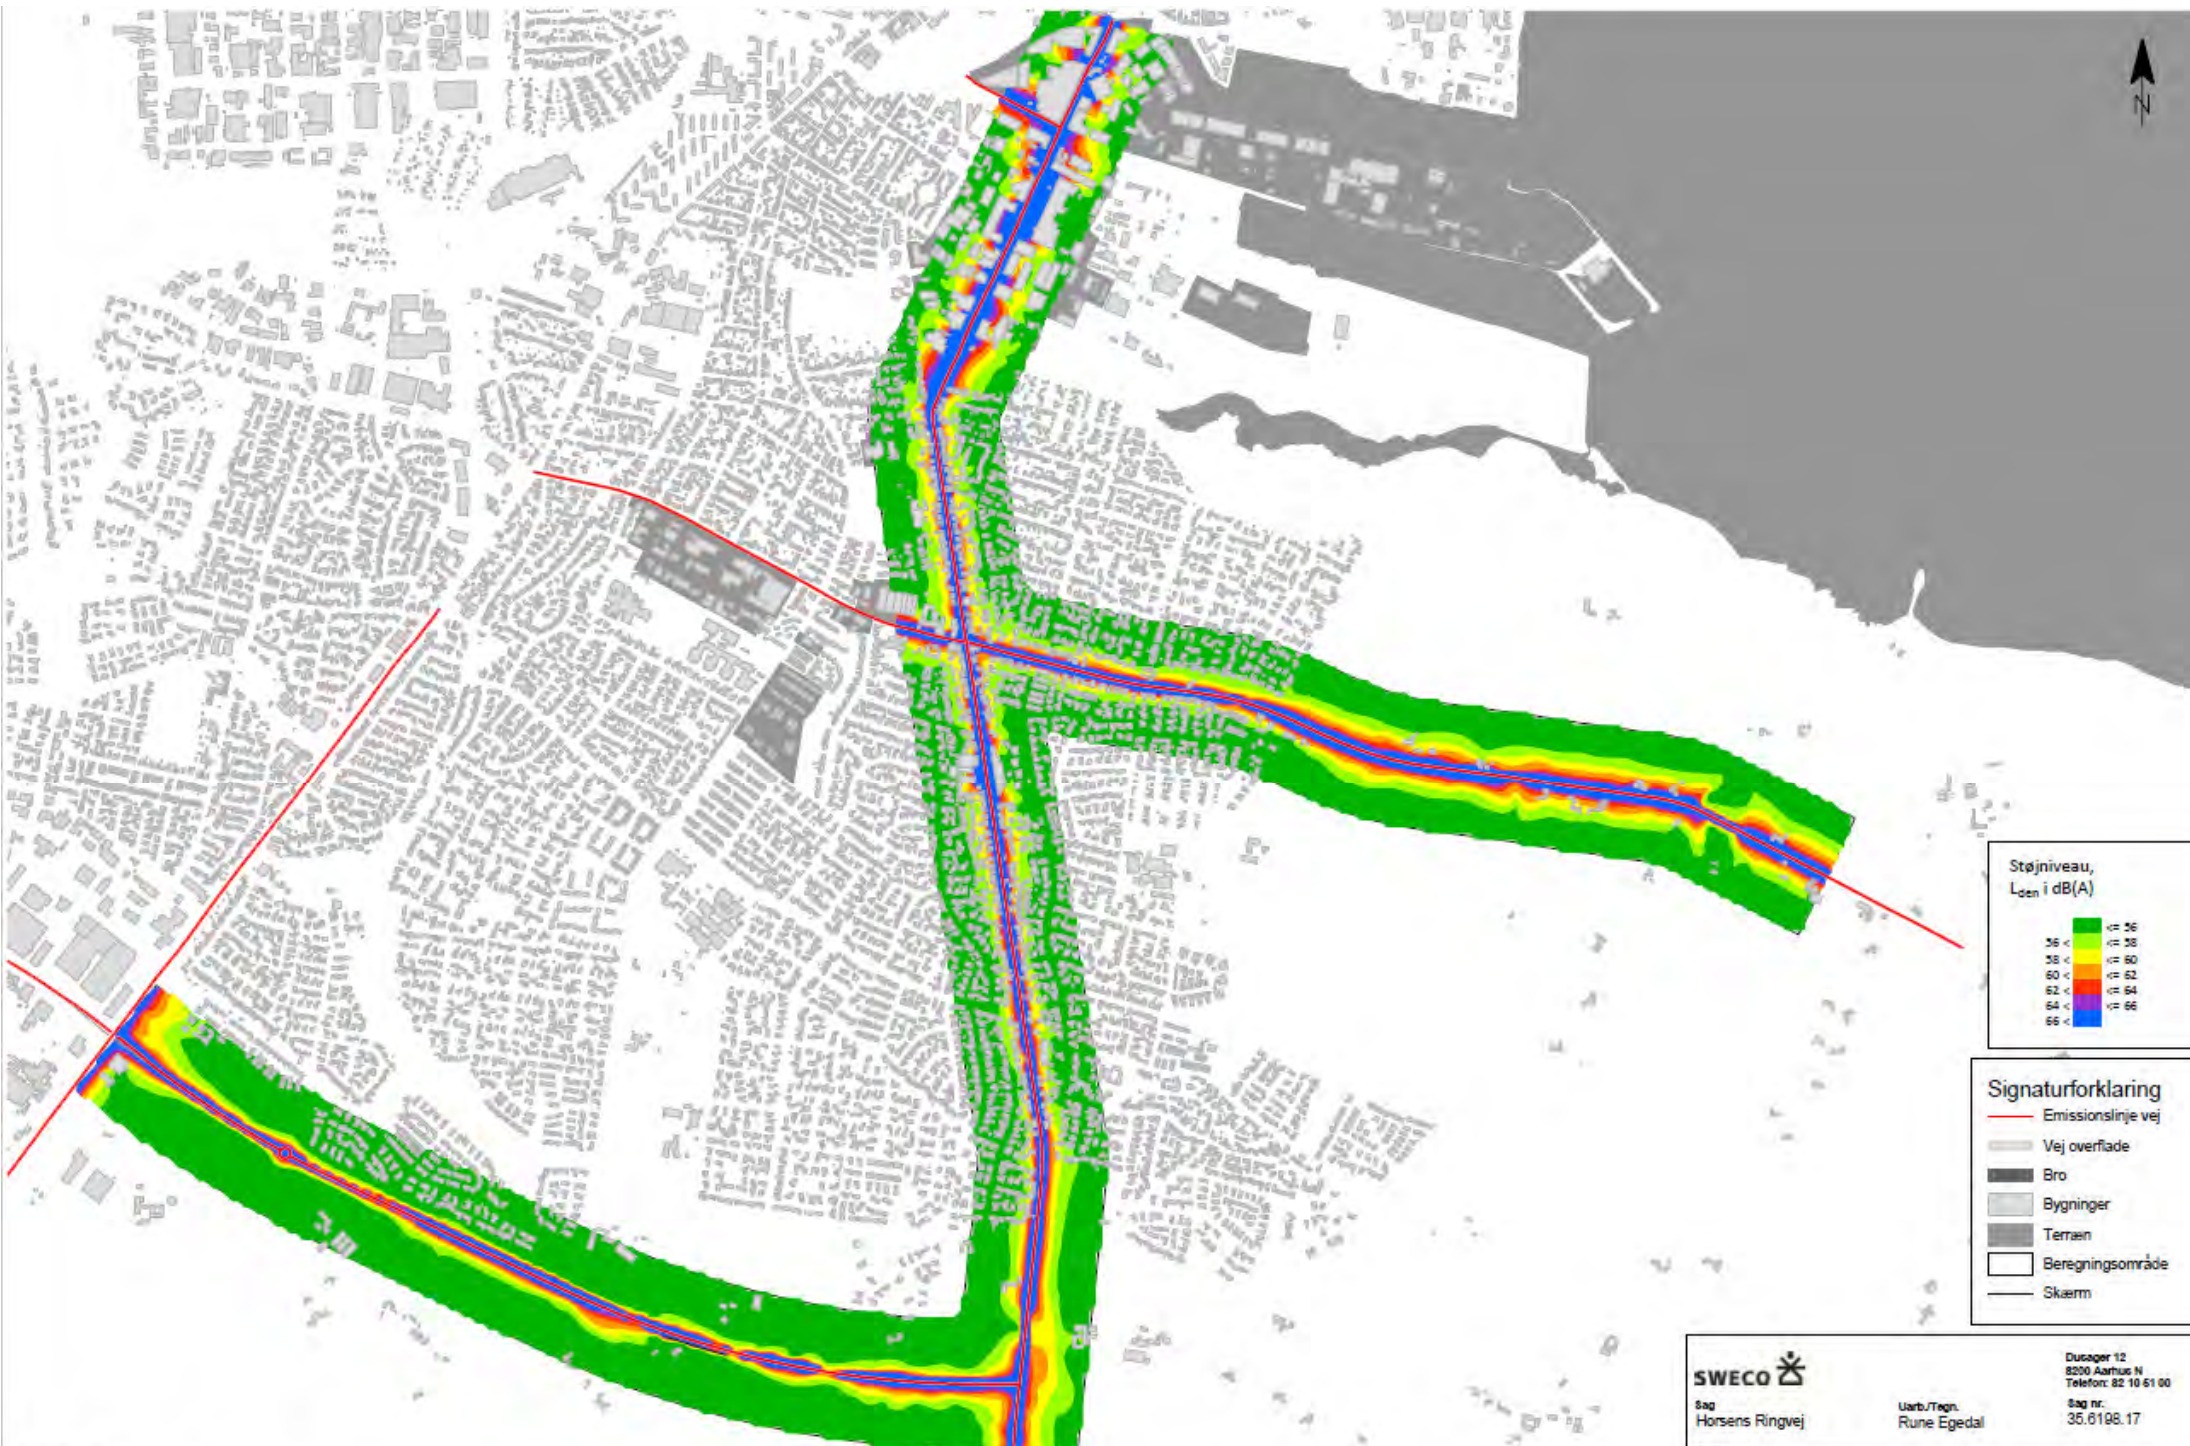 N
Støjniveau,
Lden i dB(A)
<= 56
56 < <= 58
58 < <= 60
60 < <= 62
62 < <= 64
64 < <= 66
66 <
Signaturforklaring
Emissionslinje vej
Vej overflade
Bro
Bygninger
Terræn
Beregningsområde
Skærm
SWECO
Dusager 12
8200 Aarhus N
Telefon: 82 10 51 00
Sag
Horsens Ringvej
Uarb./Tegn.
Rune Egedal
Sag nr.
35.6198.17